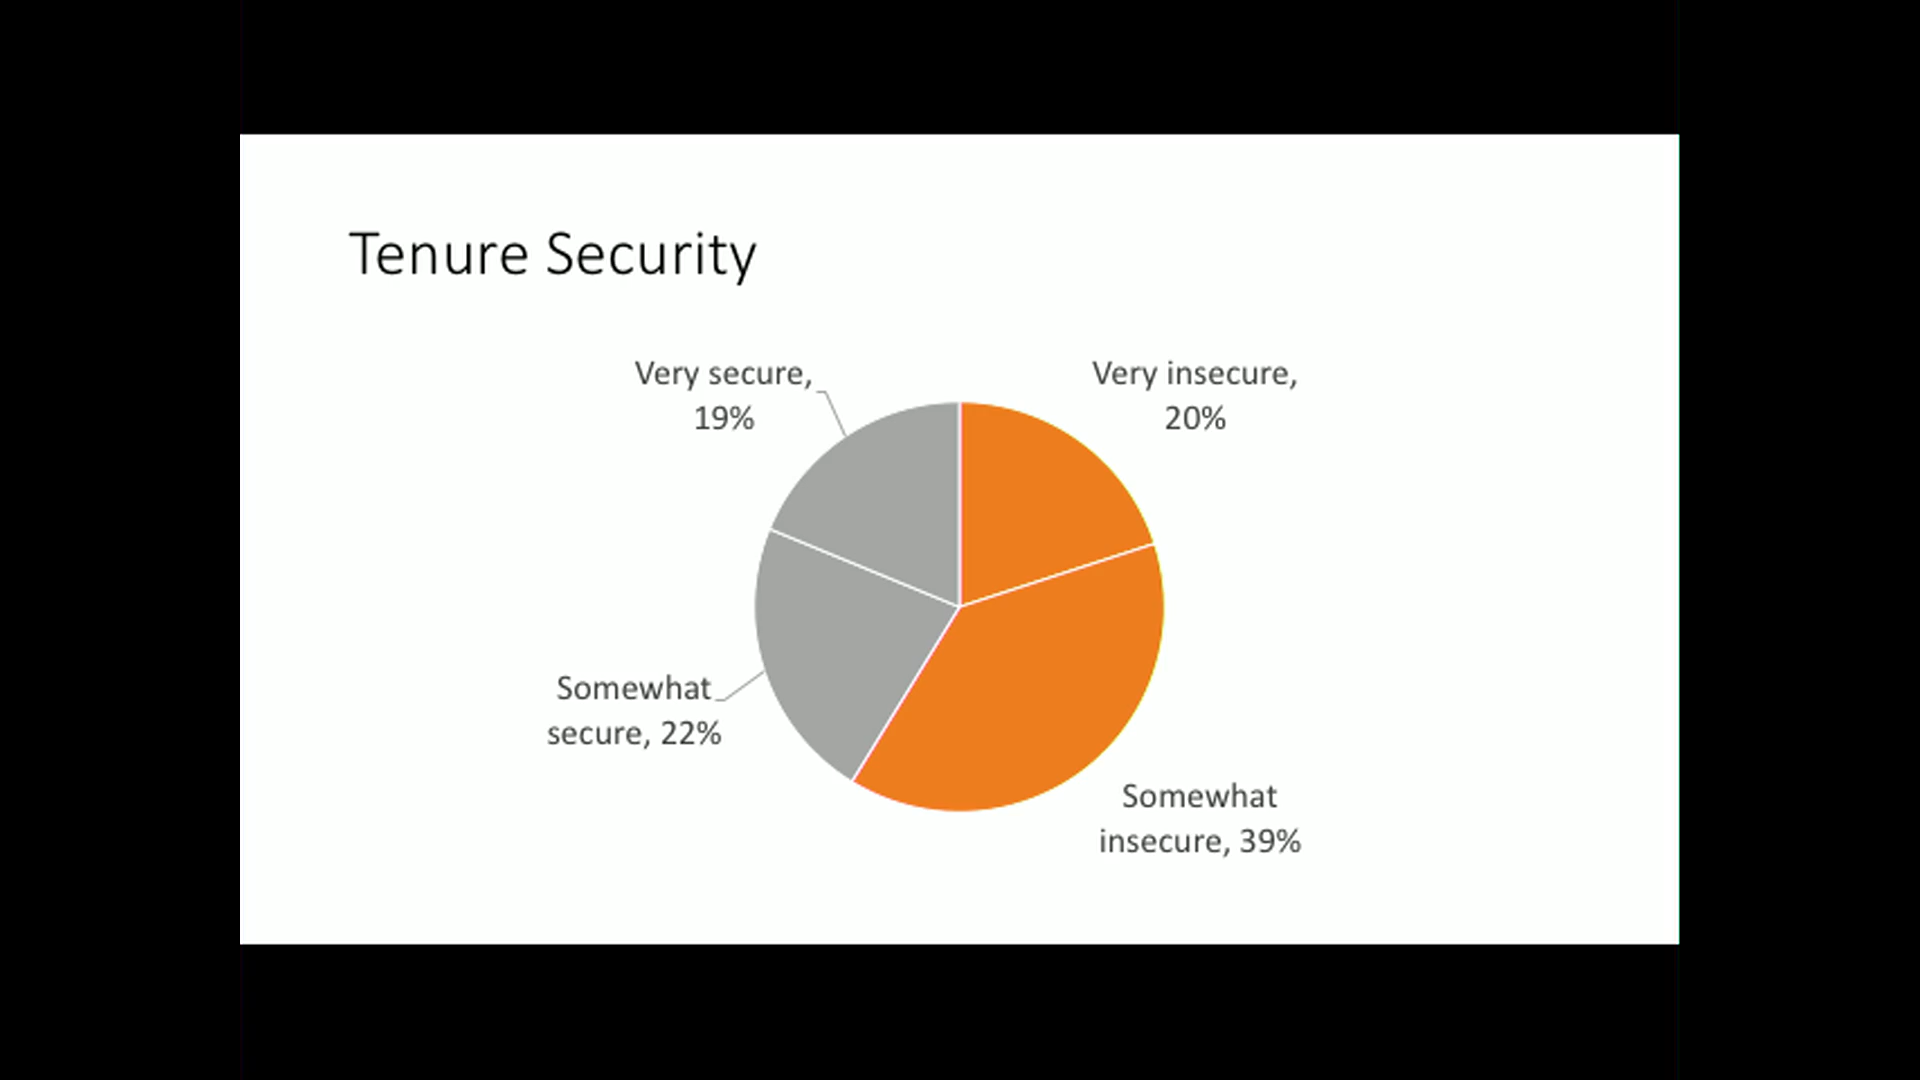 Tenure Security
Very secure,
19%
Very insecure,
20%
Somewhat
secure, 22%
Somewhat
insecure, 39%